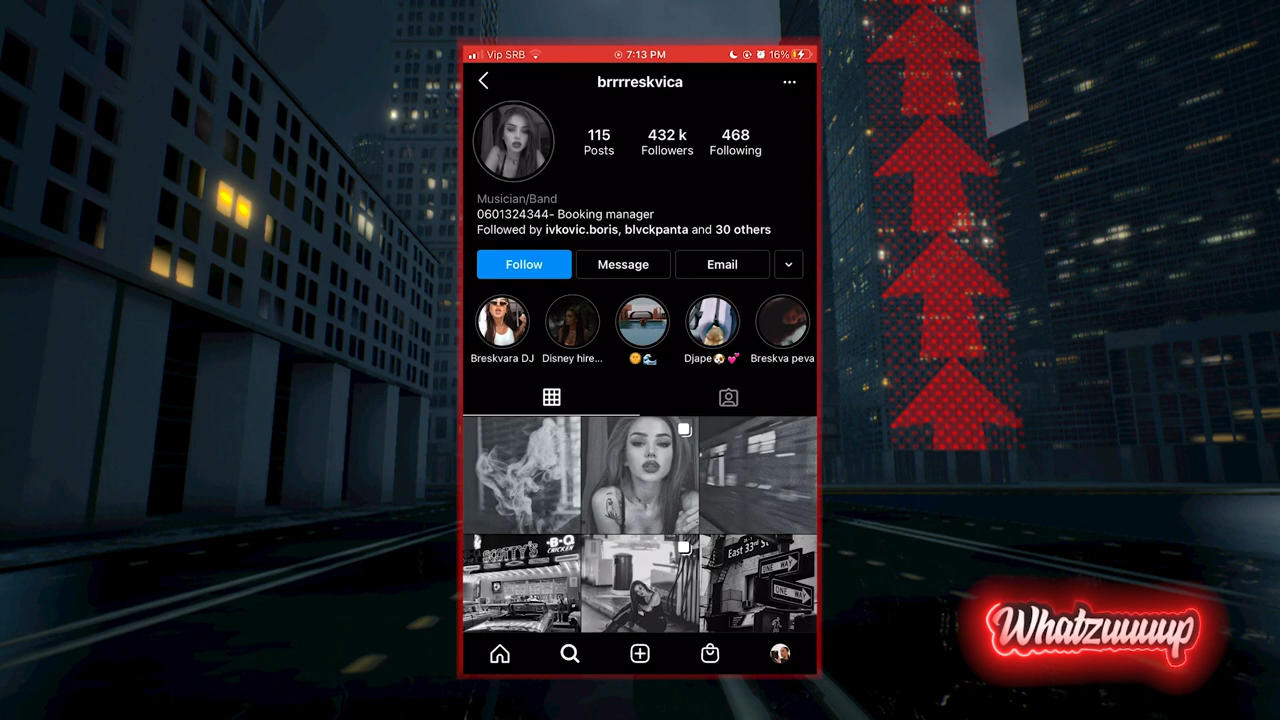 Vip SRB
7:13 PM
16%
brrrreskvica
115
432 k
468
Posts
Followers
Following
Musician/Band
0601324344- Booking manager
Followed by ivkovic.boris, blvckpanta and 30 others
Follow
Message
Email
Breskvara DJ
Disney hire...
🌝🌊
Djape🐶💕
Breskva peva
SCOTTY'S
-B-Q
CHICKEN
East 33rd St
ONE WAY
ONE WAY
Whatzuuuup